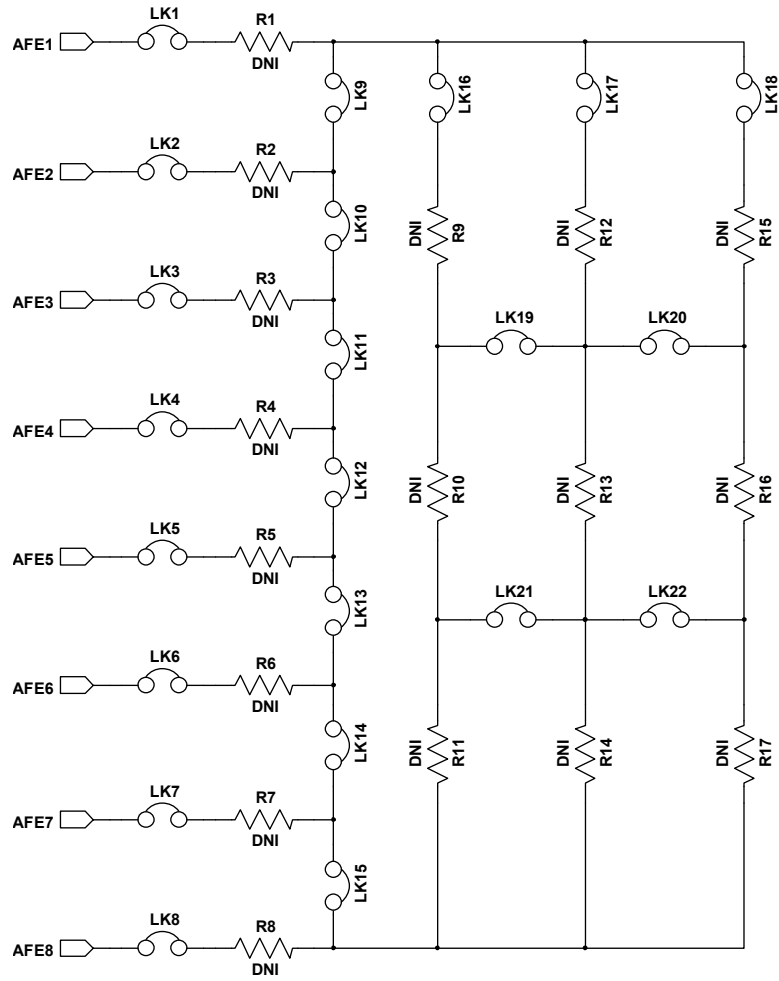 AFE1
LK1
R1
DNI
LK9
LK16
LK17
LK18
AFE2
LK2
R2
DNI
LK10
DNI
R9
DNI
R12
DNI
R15
AFE3
LK3
R3
DNI
LK11
LK19
LK20
AFE4
LK4
R4
DNI
LK12
DNI
R10
DNI
R13
DNI
R16
AFE5
LK5
R5
DNI
LK13
LK21
LK22
AFE6
LK6
R6
DNI
LK14
DNI
R11
DNI
R14
DNI
R17
AFE7
LK7
R7
DNI
LK15
AFE8
LK8
R8
DNI